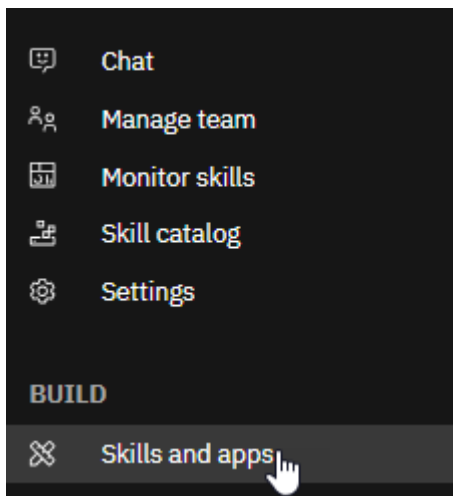 Chat
Manage team
Monitor skills
Skill catalog
Settings
BUILD
Skills and apps